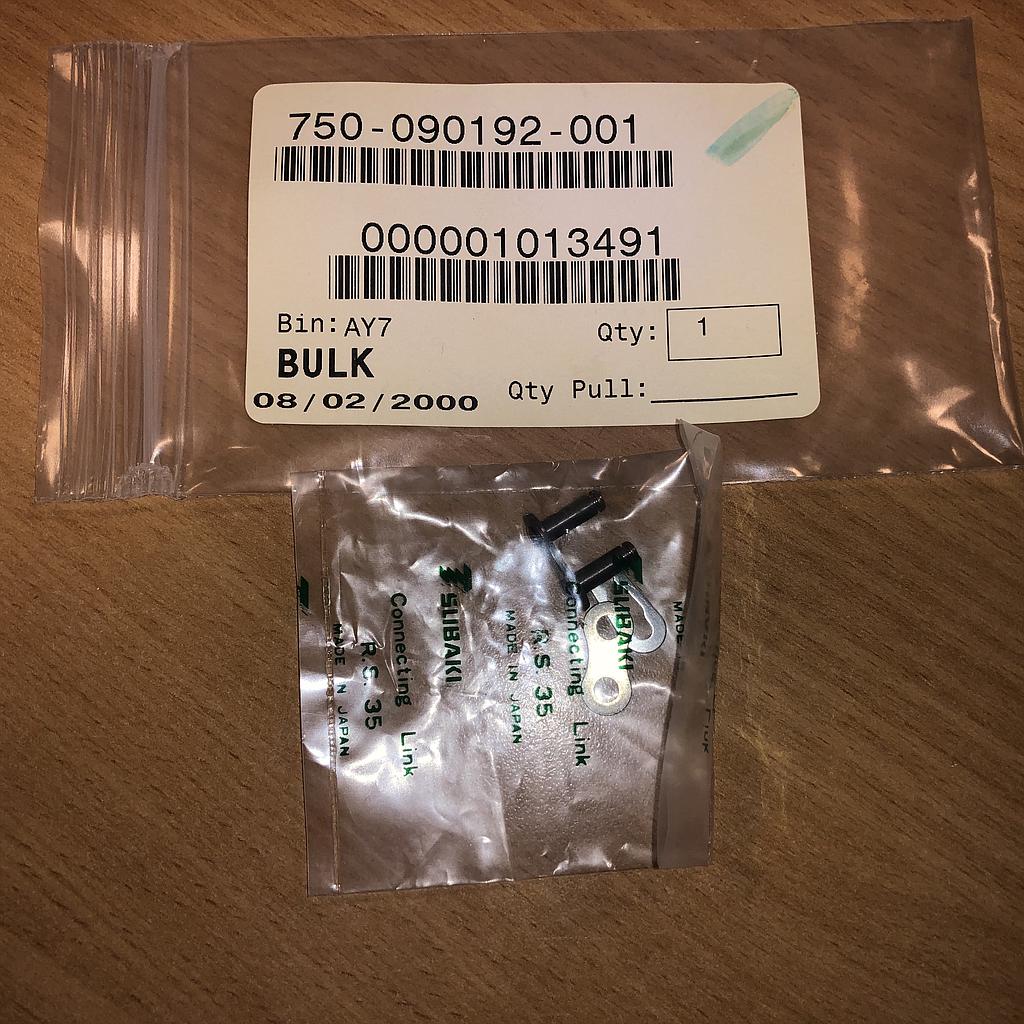 750-090192-001
000001013491
Bin: AY7
Qty: 1
BULK
08/02/2000
Qty Pull:
TSUBAKI
Connecting Link
R.S. 35
MADE IN JAPAN
TSUBAKI
Connecting Link
R.S. 35
MADE IN JAPAN
MADE